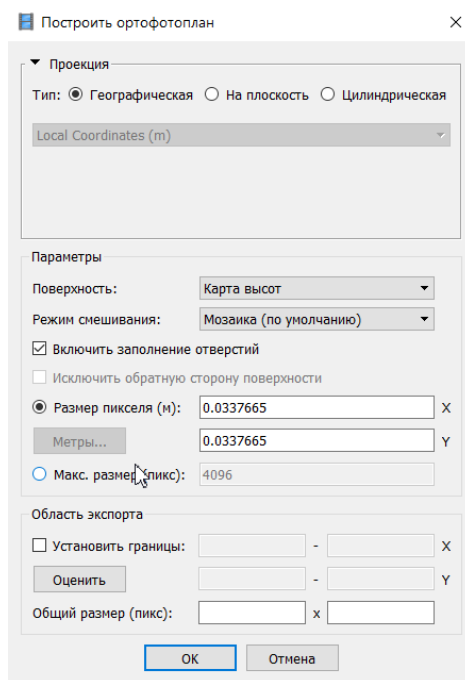 Построить ортофотоплан
Проекция
Тип: Географическая На плоскость Цилиндрическая
Local Coordinates (m)
Параметры
Поверхность: Карта высот
Режим смешивания: Мозаика (по умолчанию)
Включить заполнение отверстий
Исключить обратную сторону поверхности
Размер пикселя (м): 0.0337665 X
Метры... 0.0337665 Y
Макс. размер (пикс): 4096
Область экспорта
Установить границы: - X
Оценить - Y
Общий размер (пикс): x
OK Отмена